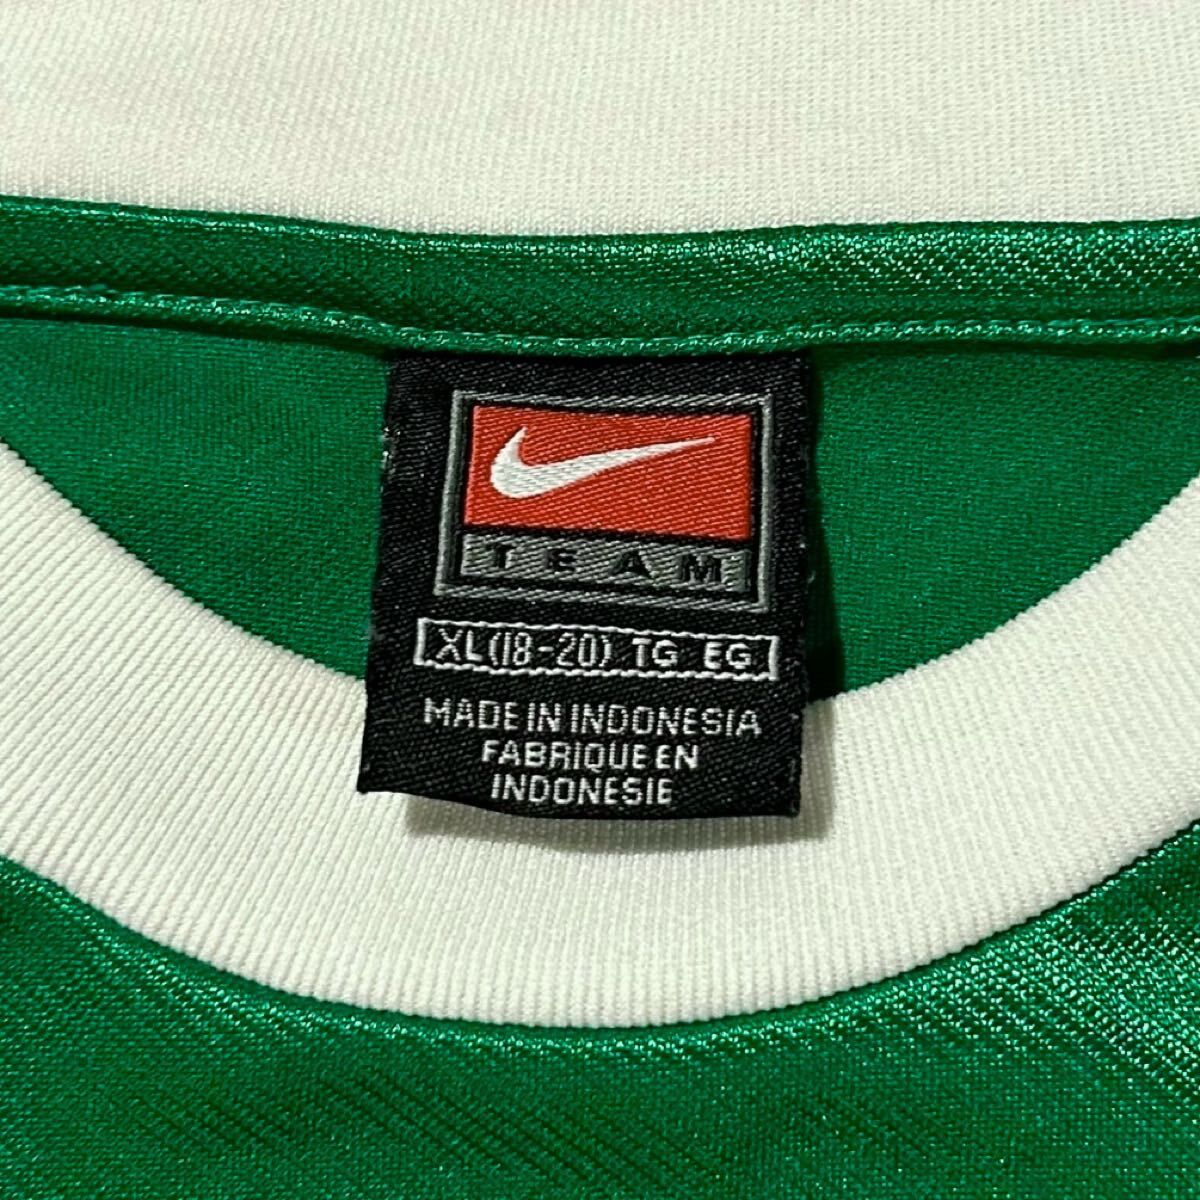 TEAM
XL(18-20) TG EG
MADE IN INDONESIA
FABRIQUE EN
INDONESIE